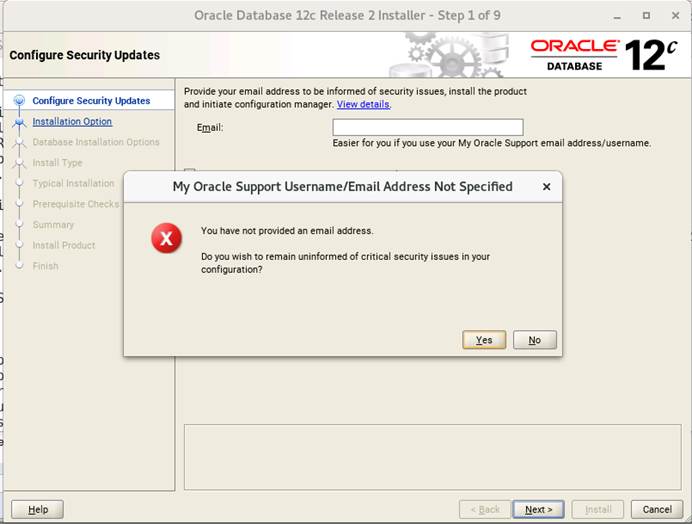 Oracle Database 12c Release 2 Installer - Step 1 of 9
Configure Security Updates
ORACLE
DATABASE
12c
Configure Security Updates
Installation Option
Database Installation Options
Install Type
Typical Installation
Prerequisite Checks
Summary
Install Product
Finish
Provide your email address to be informed of security issues, install the product
and initiate configuration manager. View details.
Email:
Easier for you if you use your My Oracle Support email address/username.
My Oracle Support Username/Email Address Not Specified
You have not provided an email address.
Do you wish to remain uninformed of critical security issues in your
configuration?
Yes
No
Help
< Back
Next >
Install
Cancel